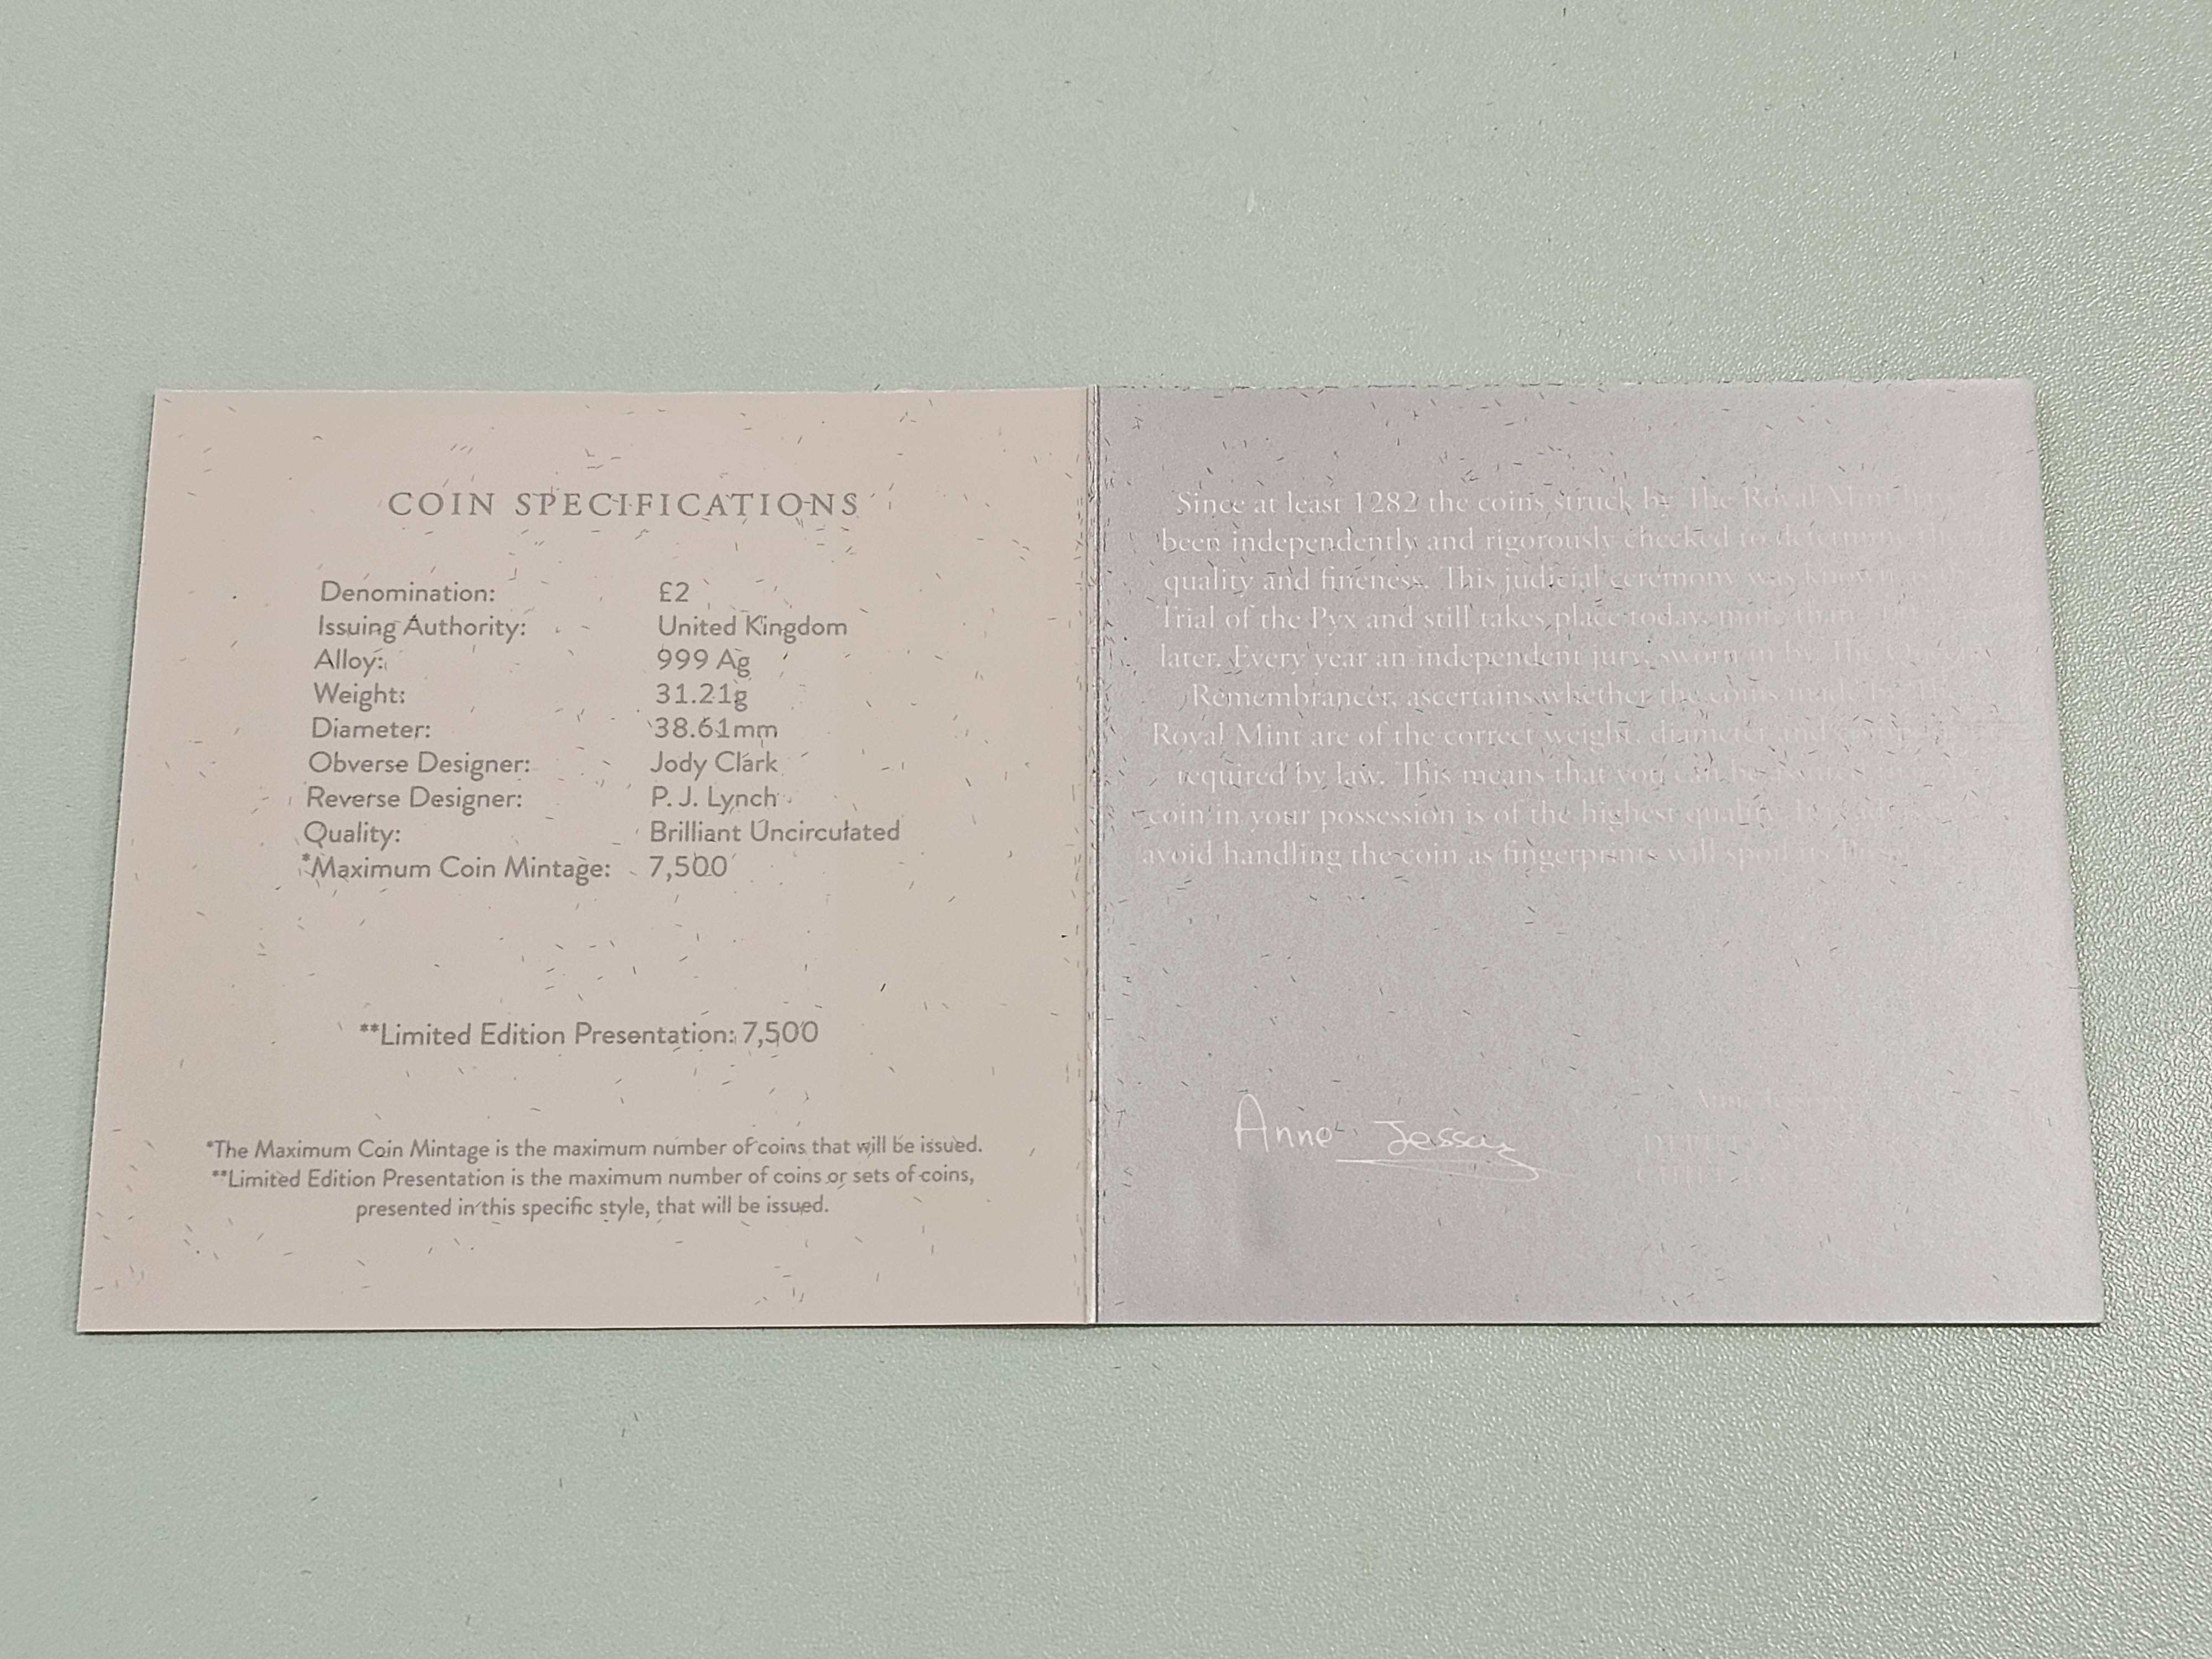 COIN SPECIFICATIONS
Denomination: £2
Issuing Authority: United Kingdom
Alloy: 999 Ag
Weight: 31.21g
Diameter: 38.61mm
Obverse Designer: Jody Clark
Reverse Designer: P. J. Lynch
Quality: Brilliant Uncirculated
*Maximum Coin Mintage: 7,500
**Limited Edition Presentation: 7,500
*The Maximum Coin Mintage is the maximum number of coins that will be issued.
**Limited Edition Presentation is the maximum number of coins or sets of coins,
presented in this specific style, that will be issued.
Since at least 1282 the coins struck by The Royal Mint
been independently and rigorously checked to determine
quality and fineness. This judicial ceremony was known
Trial of the Pyx and still takes place today, more than
later. Every year an independent jury, sworn in by The
Remembrancer, ascertains whether the coins made by
Royal Mint are of the correct weight, diameter and
required by law. This means that you can be
coin in your possession is of the highest quality.
avoid handling the coin as fingerprints will spoil its
Anne Jessop